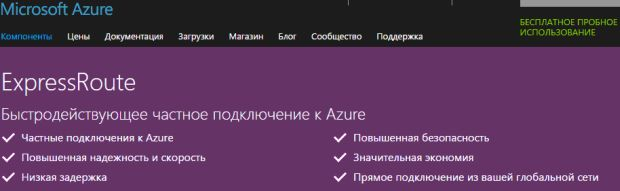 Microsoft Azure
БЕСПЛАТНОЕ ПРОБНОЕ
ИСПОЛЬЗОВАНИЕ
Компоненты Цены Документация Загрузки Магазин Блог Сообщество Поддержка
ExpressRoute
Быстродействующее частное подключение к Azure
Частные подключения к Azure
Повышенная надежность и скорость
Низкая задержка
Повышенная безопасность
Значительная экономия
Прямое подключение из вашей глобальной сети